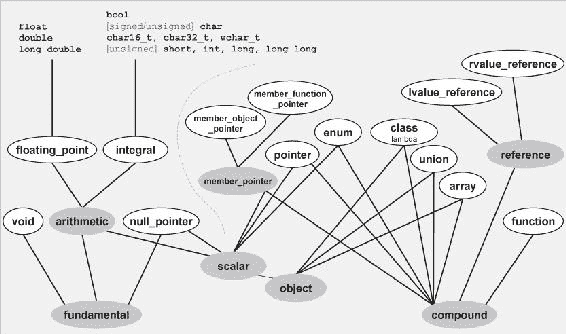 bool
float
[signed/unsigned] char
double
char16_t, char32_t, wchar_t
long double
[unsigned] short, int, long, long long
rvalue_reference
member_function
_pointer
lvalue_reference
member_object
_pointer
enum
class
lambda
floating_point
integral
pointer
union
reference
member_pointer
array
void
arithmetic
null_pointer
function
scalar
object
fundamental
compound